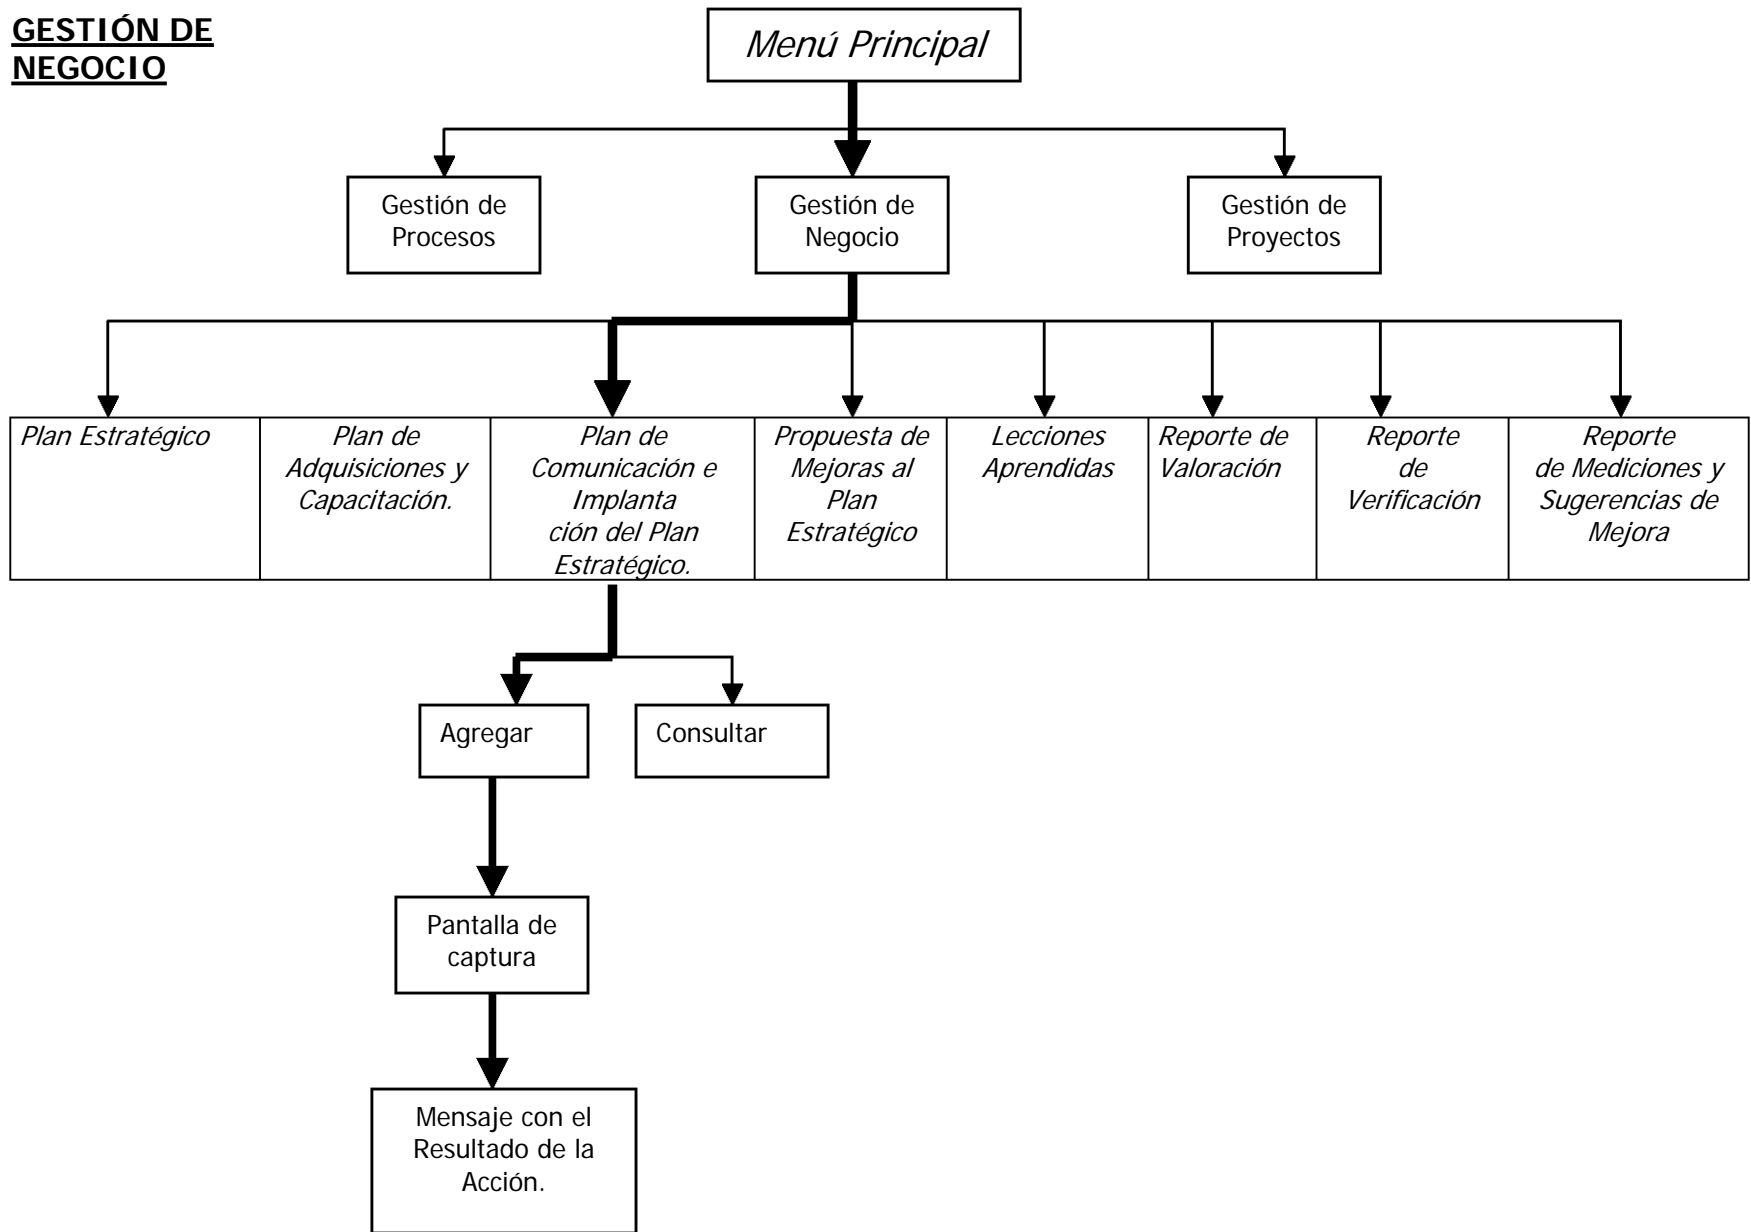 GESTIÓN DE
NEGOCIO
Menú Principal
Gestión de
Procesos
Gestión de
Negocio
Gestión de
Proyectos
Plan Estratégico
Plan de
Adquisiciones y
Capacitación.
Plan de
Comunicación e
Implanta
ción del Plan
Estratégico.
Propuesta de
Mejoras al
Plan
Estratégico
Lecciones
Aprendidas
Reporte de
Valoración
Reporte
de
Verificación
Reporte
de Mediciones y
Sugerencias de
Mejora
Agregar
Consultar
Pantalla de
captura
Mensaje con el
Resultado de la
Acción.